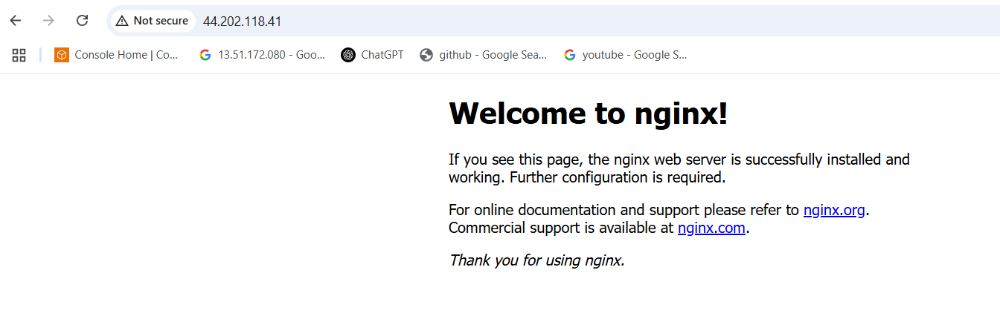 Not secure 44.202.118.41
Console Home | Co... 13.51.172.080 - Goo... ChatGPT github - Google Sea... youtube - Google S...
Welcome to nginx!
If you see this page, the nginx web server is successfully installed and
working. Further configuration is required.
For online documentation and support please refer to nginx.org.
Commercial support is available at nginx.com.
Thank you for using nginx.